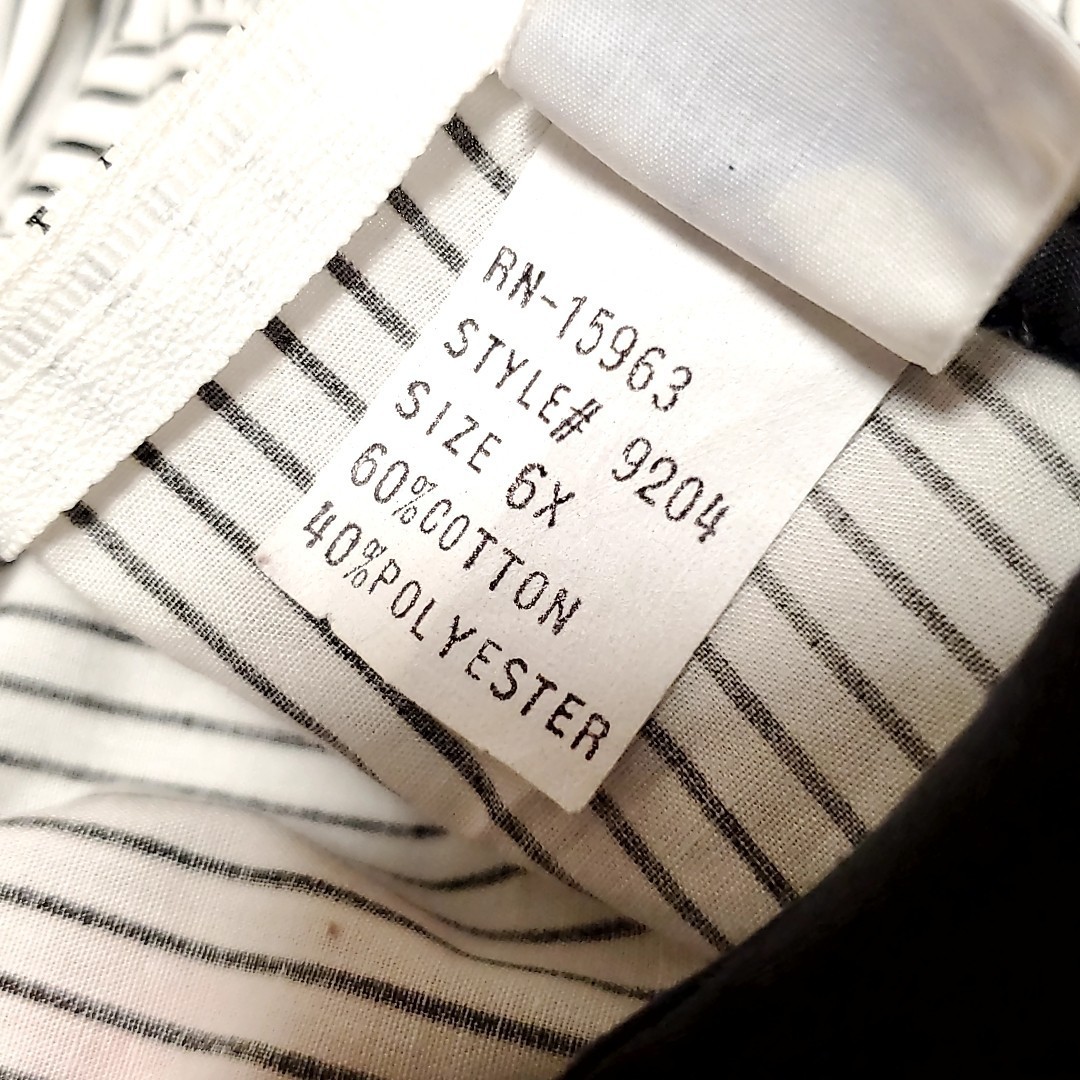 RN-15963
STYLE# 9204
SIZE 6X
60%COTTON
40%POLYESTER